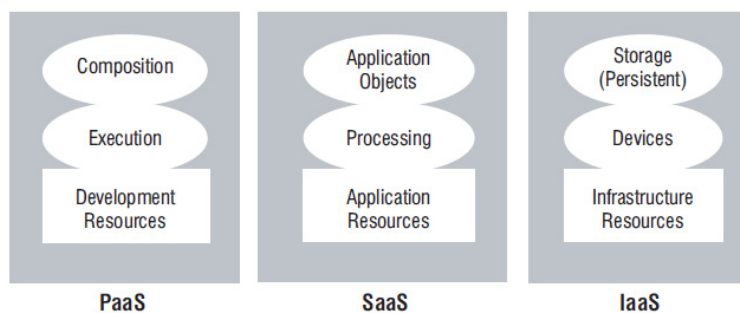 Composition
Execution
Development
Resources
PaaS
Application
Objects
Processing
Application
Resources
SaaS
Storage
(Persistent)
Devices
Infrastructure
Resources
IaaS